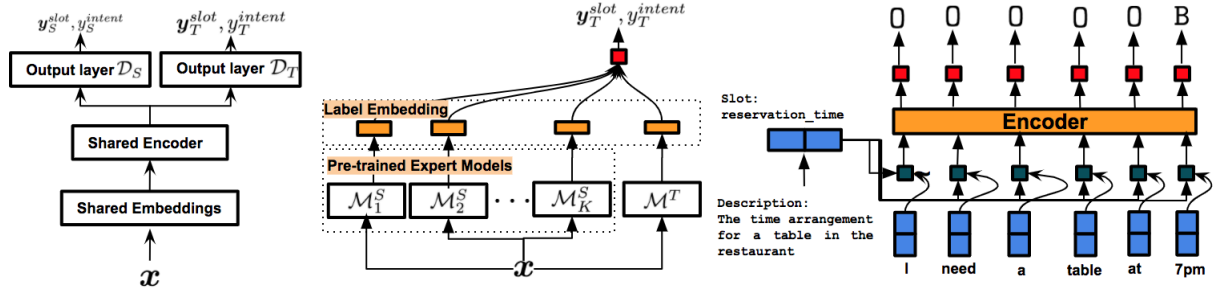 y_S^{slot}, y_S^{intent}
y_T^{slot}, y_T^{intent}
Output layer D_S
Output layer D_T
Shared Encoder
Shared Embeddings
x
y_T^{slot}, y_T^{intent}
Label Embedding
Pre-trained Expert Models
M_1^S
M_2^S
...
M_K^S
M^T
x
Slot:
reservation_time
Description:
The time arrangement
for a table in the
restaurant
O O O O O B
Encoder
I need a table at 7pm